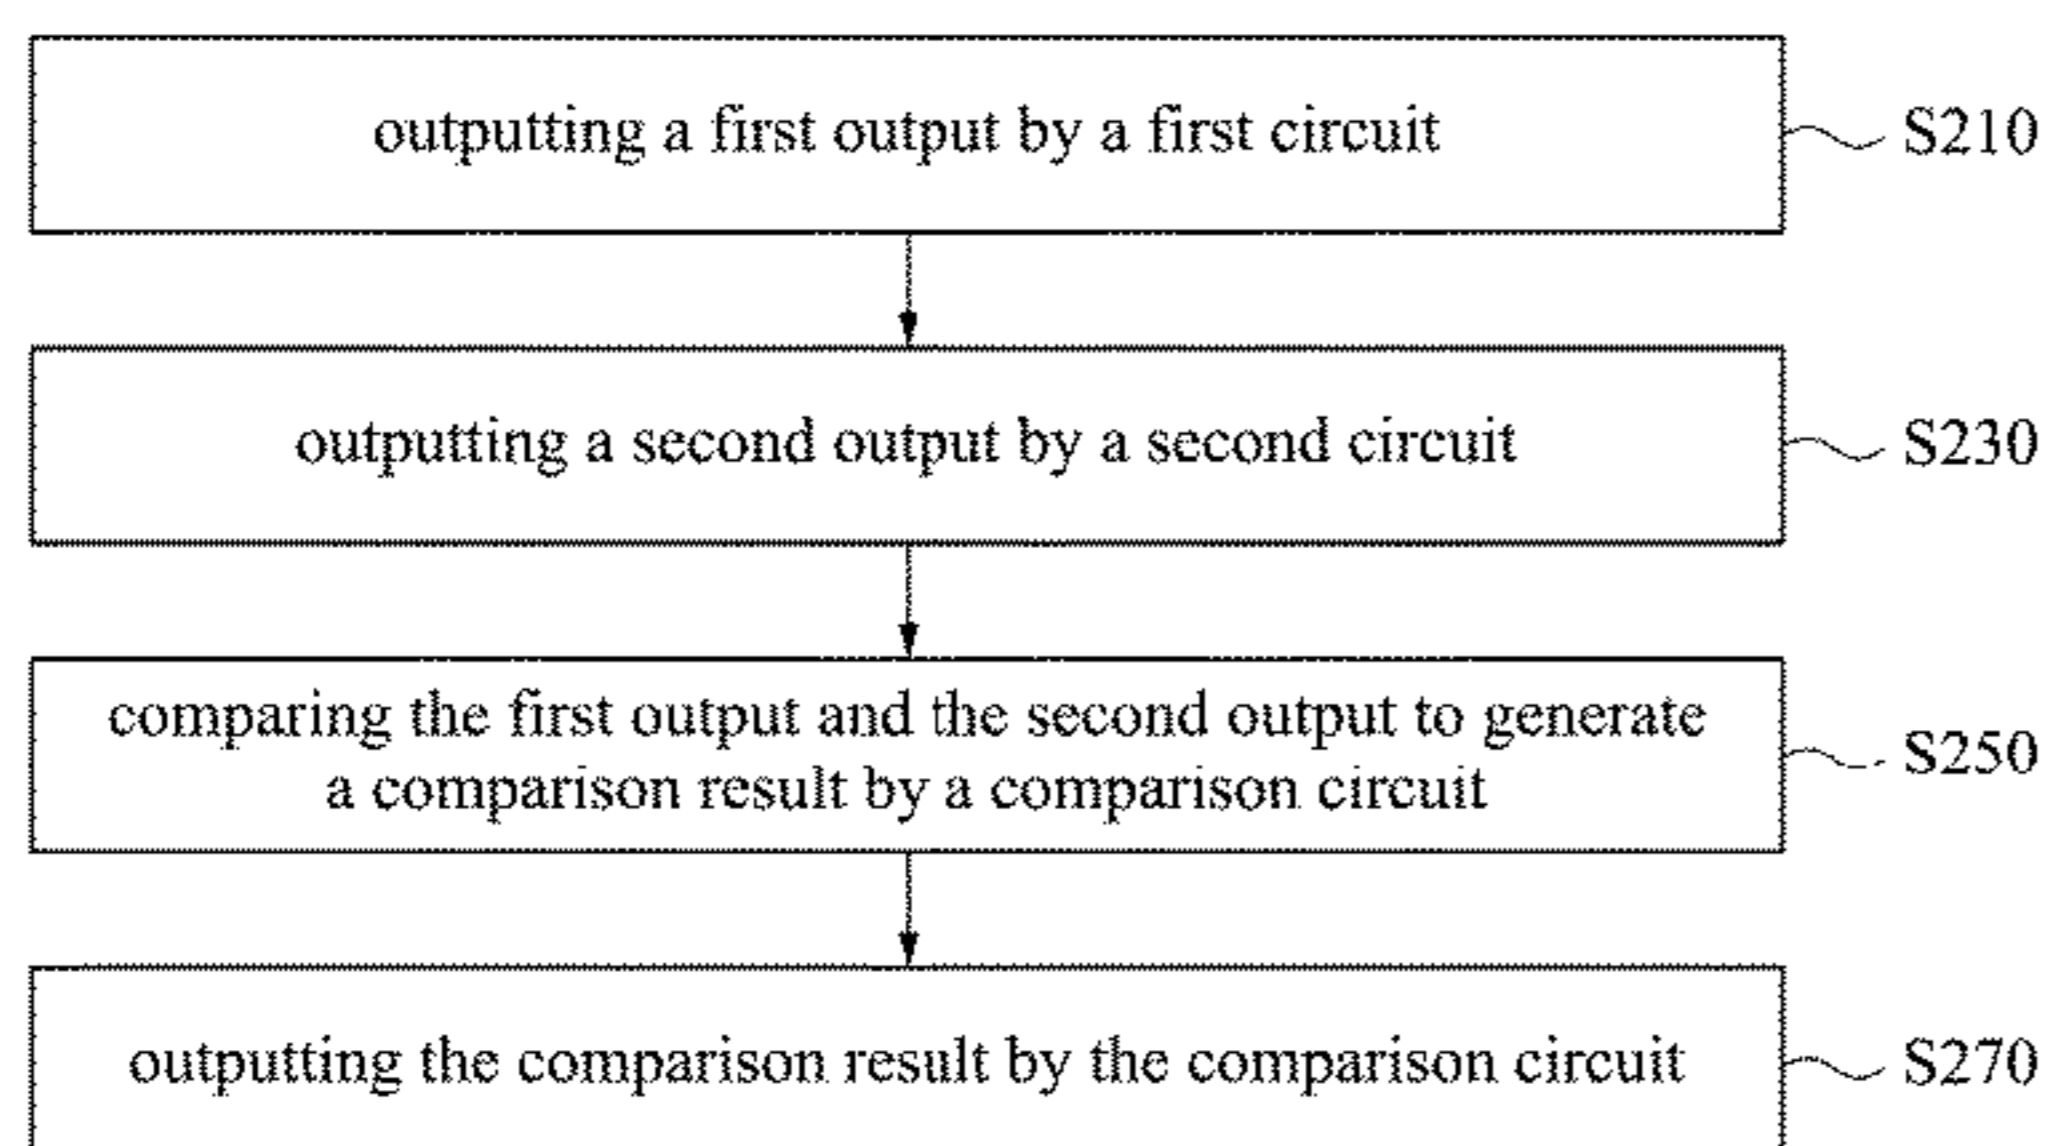 outputting a first output by a first circuit
S210
outputting a second output by a second circuit
S230
comparing the first output and the second output to generate
a comparison result by a comparison circuit
S250
outputting the comparison result by the comparison circuit
S270